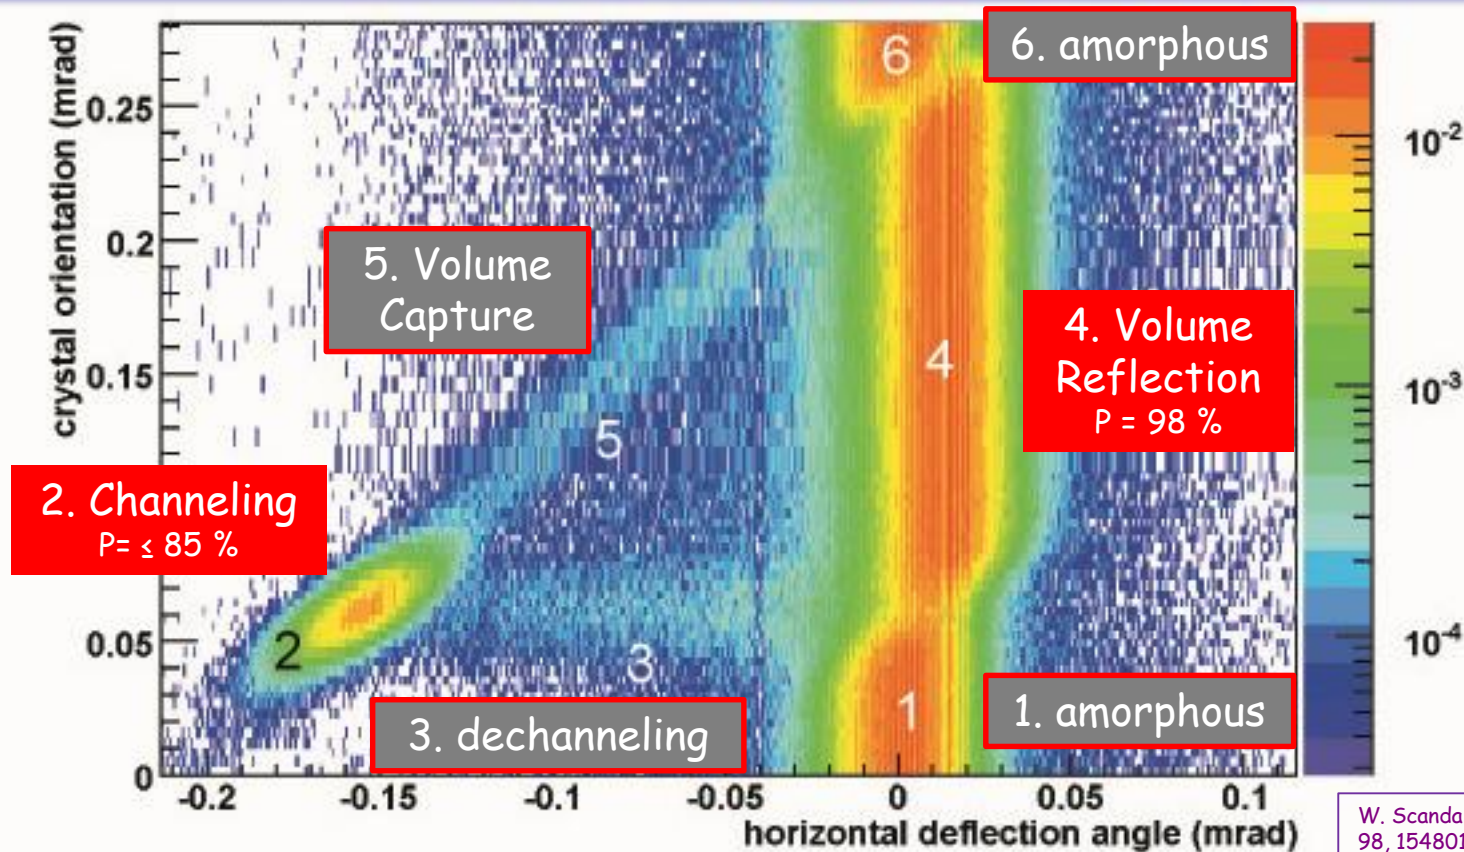 crystal orientation (mrad)
0.25
0.2
0.15
0.05
0
6
6. amorphous
5. Volume
Capture
4
4. Volume
Reflection
P = 98 %
5
2. Channeling
P= ≤ 85 %
2
3
3. dechanneling
1
1. amorphous
-0.2 -0.15 -0.1 -0.05 0 0.05 0.1
horizontal deflection angle (mrad)
10-2
10-3
10-4
W. Scanda
98, 154801